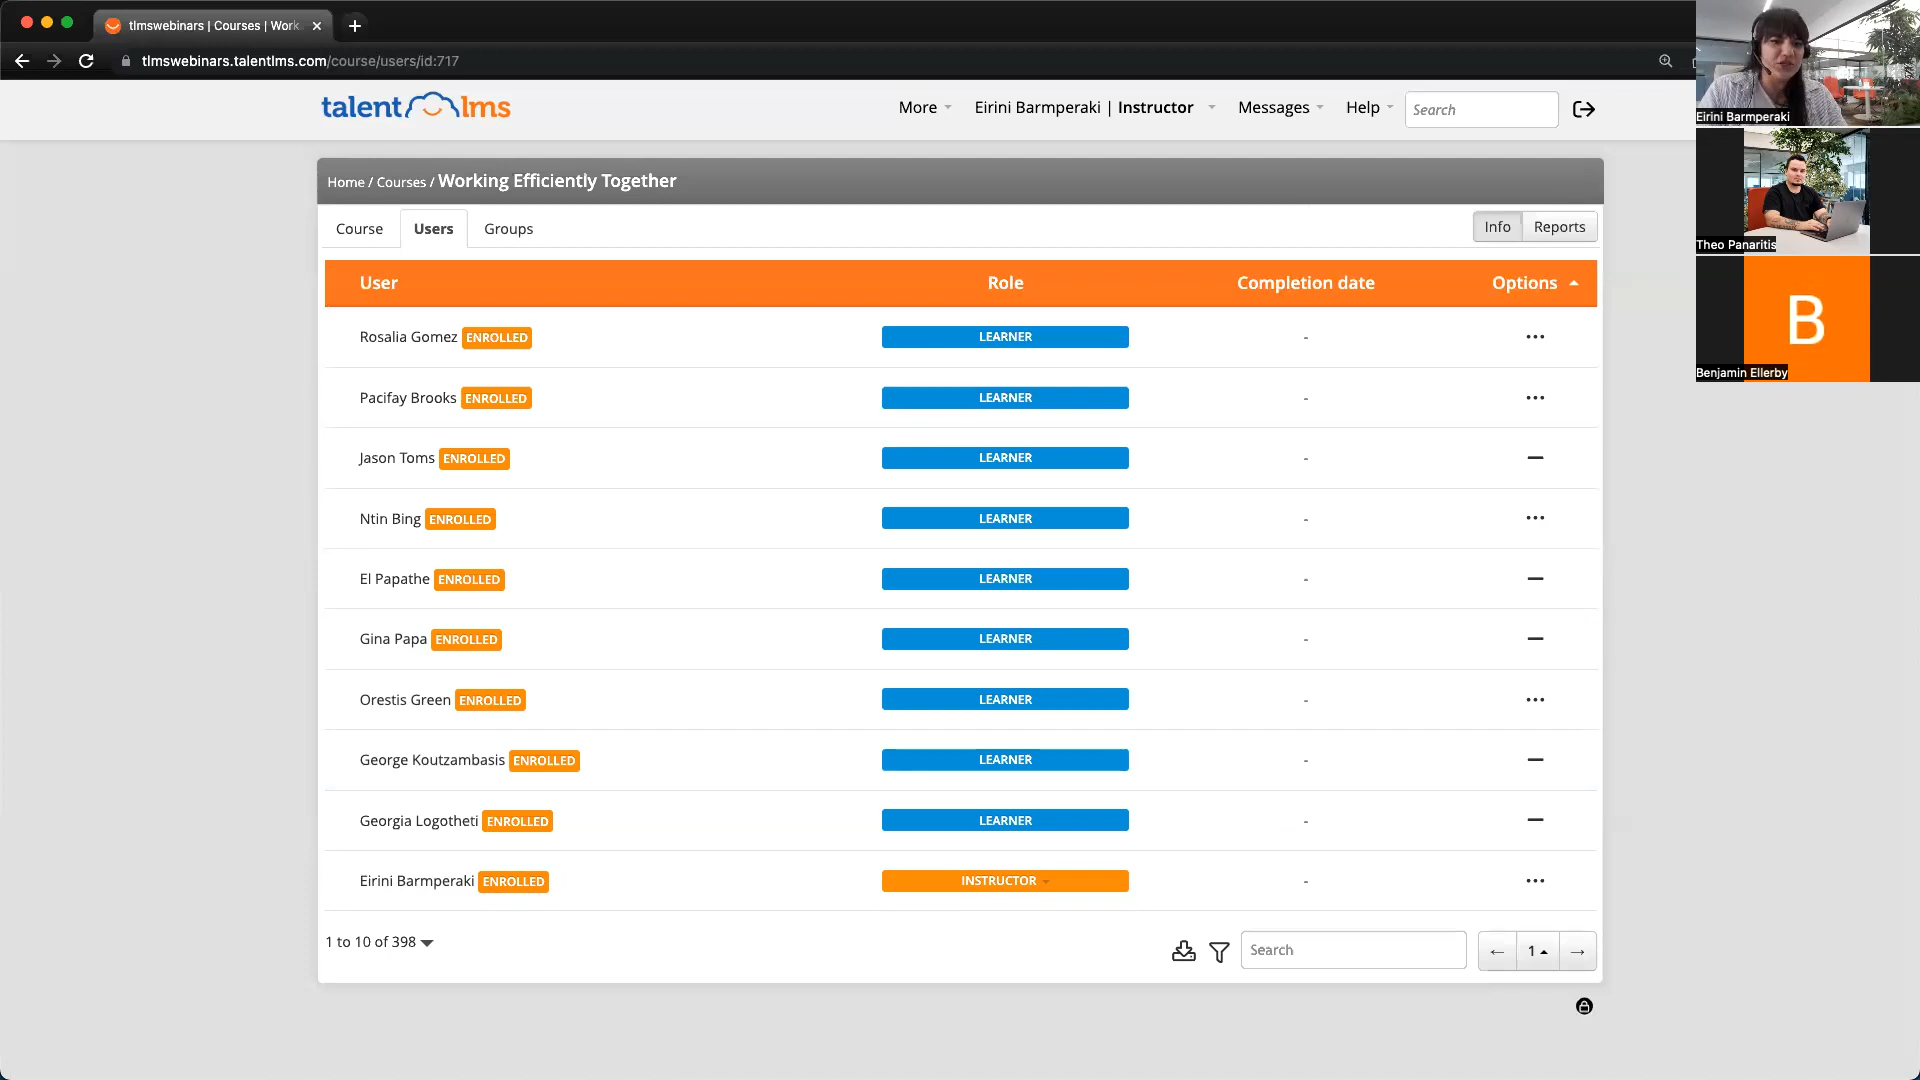 tlmswebinars | Courses | Work
tlmswebinars.talentlms.com/course/users/id:717
talentlms
More
Eirini Barmperaki | Instructor
Messages
Help
Search
Home / Courses / Working Efficiently Together
Course
Users
Groups
Info
Reports
User
Role
Completion date
Options
Rosalia Gomez ENROLLED
LEARNER
-
Pacifay Brooks ENROLLED
LEARNER
-
Jason Toms ENROLLED
LEARNER
-
Ntin Bing ENROLLED
LEARNER
-
El Papathe ENROLLED
LEARNER
-
Gina Papa ENROLLED
LEARNER
-
Orestis Green ENROLLED
LEARNER
-
George Koutzambasis ENROLLED
LEARNER
-
Georgia Logotheti ENROLLED
LEARNER
-
Eirini Barmperaki ENROLLED
INSTRUCTOR
-
1 to 10 of 398
Search
1
Eirini Barmperaki
Theo Panaritis
B
Benjamin Ellerby